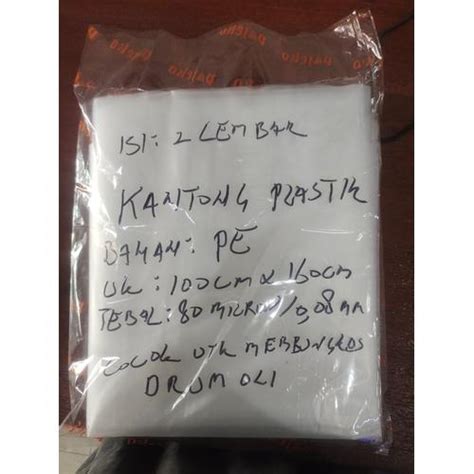 ISI: 2 LEMBAR
KANTONG PLASTIK
BAHAN: PE
UK: 100CM X 160CM
TEBAL: 80 MICRON/0,08 MM
COCOK UTK MEMBUNGKUS
DRUM OLI